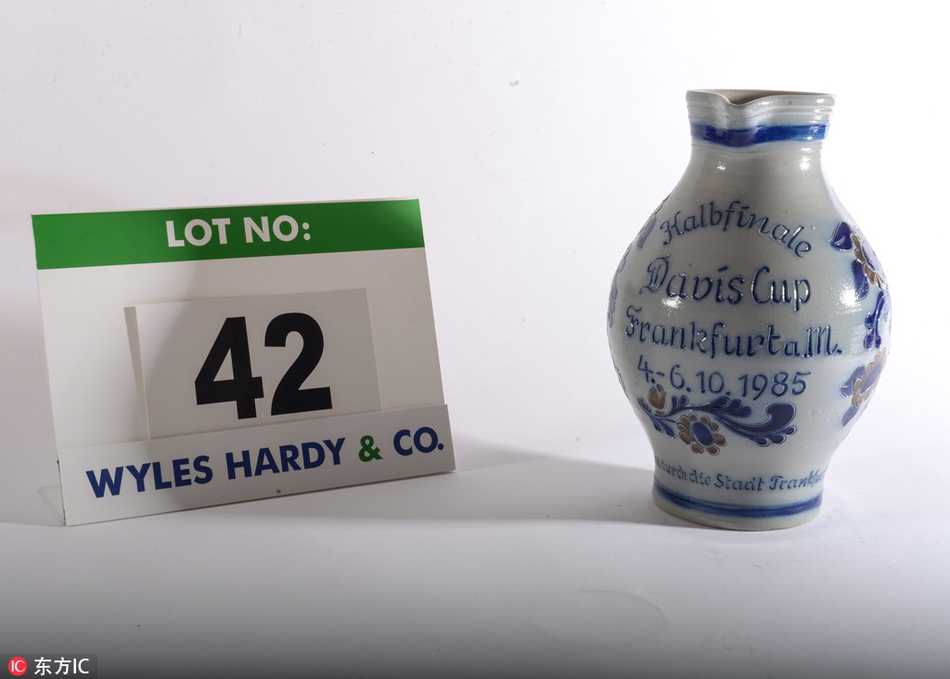 LOT NO:
42
WYLES HARDY & CO.
Halbfinale
Davis Cup
Frankfurt a M.
4.-6.10.1985
durch die Stadt
IC 东方IC